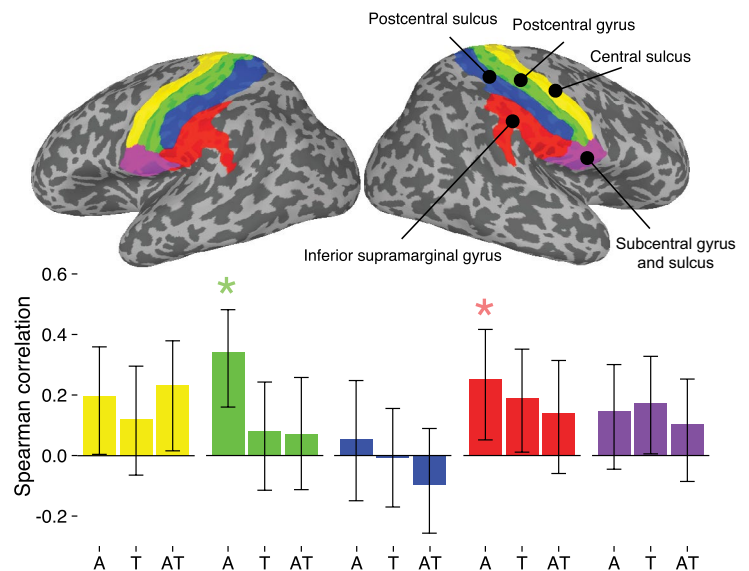 Postcentral sulcus
Postcentral gyrus
Central sulcus
Inferior supramarginal gyrus
Subcentral gyrus
and sulcus
Spearman correlation
0.6
0.4
0.2
0.0
-0.2
*
*
A T AT A T AT A T AT A T AT A T AT